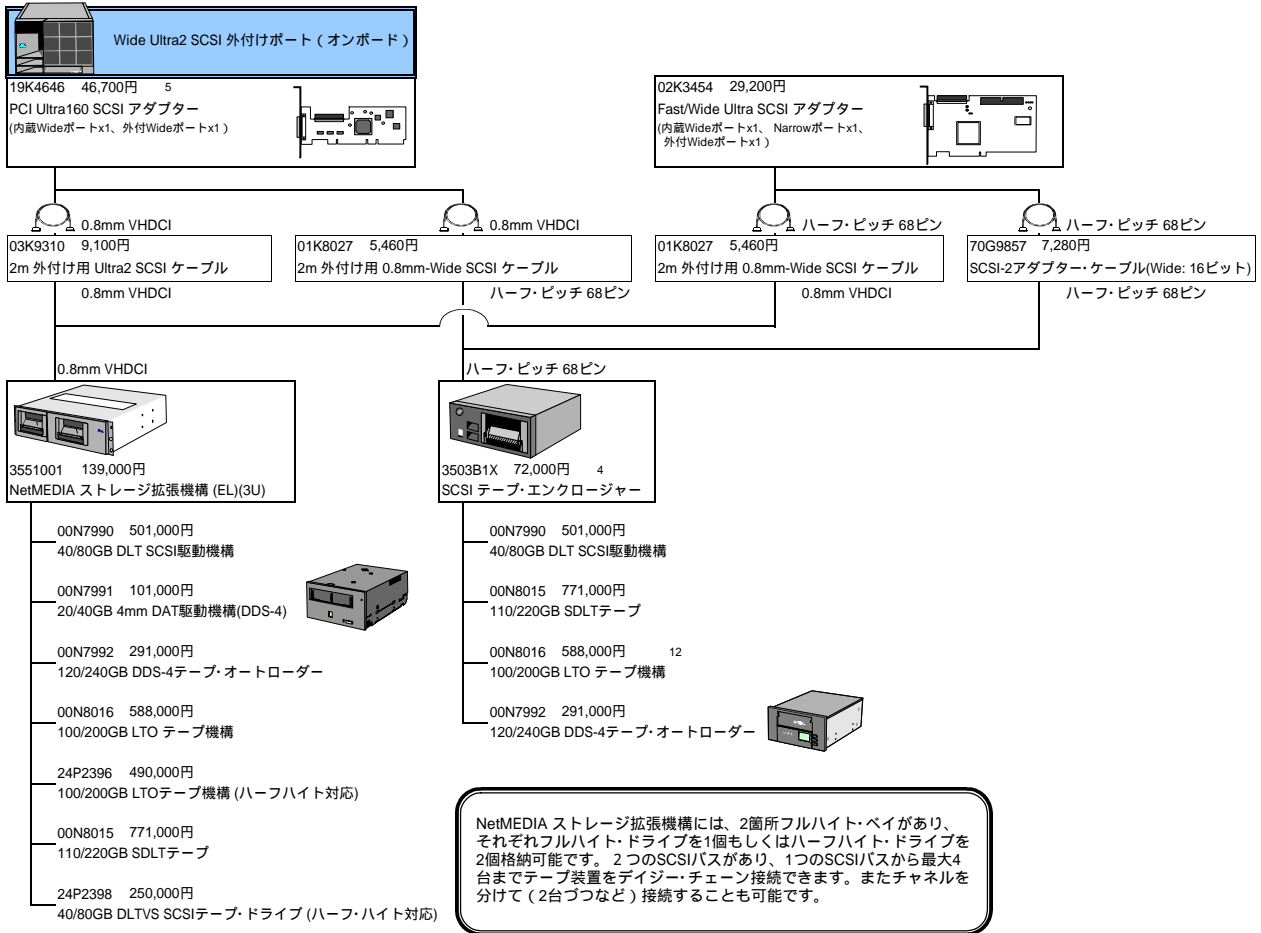 Wide Ultra2 SCSI 外付けポート ( オンボード )
19K4646 46,700円 5
PCI Ultra160 SCSI アダプター
(内蔵Wideポートx1、外付Wideポートx1 )
02K3454 29,200円
Fast/Wide Ultra SCSI アダプター
(内蔵Wideポートx1、 Narrowポートx1、
外付Wideポートx1 )
0.8mm VHDCI
03K9310 9,100円
2m 外付け用 Ultra2 SCSI ケーブル
0.8mm VHDCI
0.8mm VHDCI
01K8027 5,460円
2m 外付け用 0.8mm-Wide SCSI ケーブル
ハーフ・ピッチ 68ピン
ハーフ・ピッチ 68ピン
01K8027 5,460円
2m 外付け用 0.8mm-Wide SCSI ケーブル
0.8mm VHDCI
ハーフ・ピッチ 68ピン
70G9857 7,280円
SCSI-2アダプター・ケーブル(Wide: 16ビット)
ハーフ・ピッチ 68ピン
0.8mm VHDCI
3551001 139,000円
NetMEDIA ストレージ拡張機構 (EL)(3U)
00N7990 501,000円
40/80GB DLT SCSI駆動機構
00N7991 101,000円
20/40GB 4mm DAT駆動機構(DDS-4)
00N7992 291,000円
120/240GB DDS-4テープ・オートローダー
00N8016 588,000円
100/200GB LTO テープ機構
24P2396 490,000円
100/200GB LTOテープ機構 (ハーフハイト対応)
00N8015 771,000円
110/220GB SDLTテープ
24P2398 250,000円
40/80GB DLTVS SCSIテープ・ドライブ (ハーフ・ハイト対応)
ハーフ・ピッチ 68ピン
3503B1X 72,000円 4
SCSI テープ・エンクロージャー
00N7990 501,000円
40/80GB DLT SCSI駆動機構
00N8015 771,000円
110/220GB SDLTテープ
00N8016 588,000円 12
100/200GB LTO テープ機構
00N7992 291,000円
120/240GB DDS-4テープ・オートローダー
NetMEDIA ストレージ拡張機構には、2箇所フルハイト・ベイがあり、
それぞれフルハイト・ドライブを1個もしくはハーフハイト・ドライブを
2個格納可能です。 2 つのSCSIバスがあり、1つのSCSIバスから最大4
台までテープ装置をデイジー・チェーン接続できます。またチャネルを
分けて ( 2台づつなど ) 接続することも可能です。